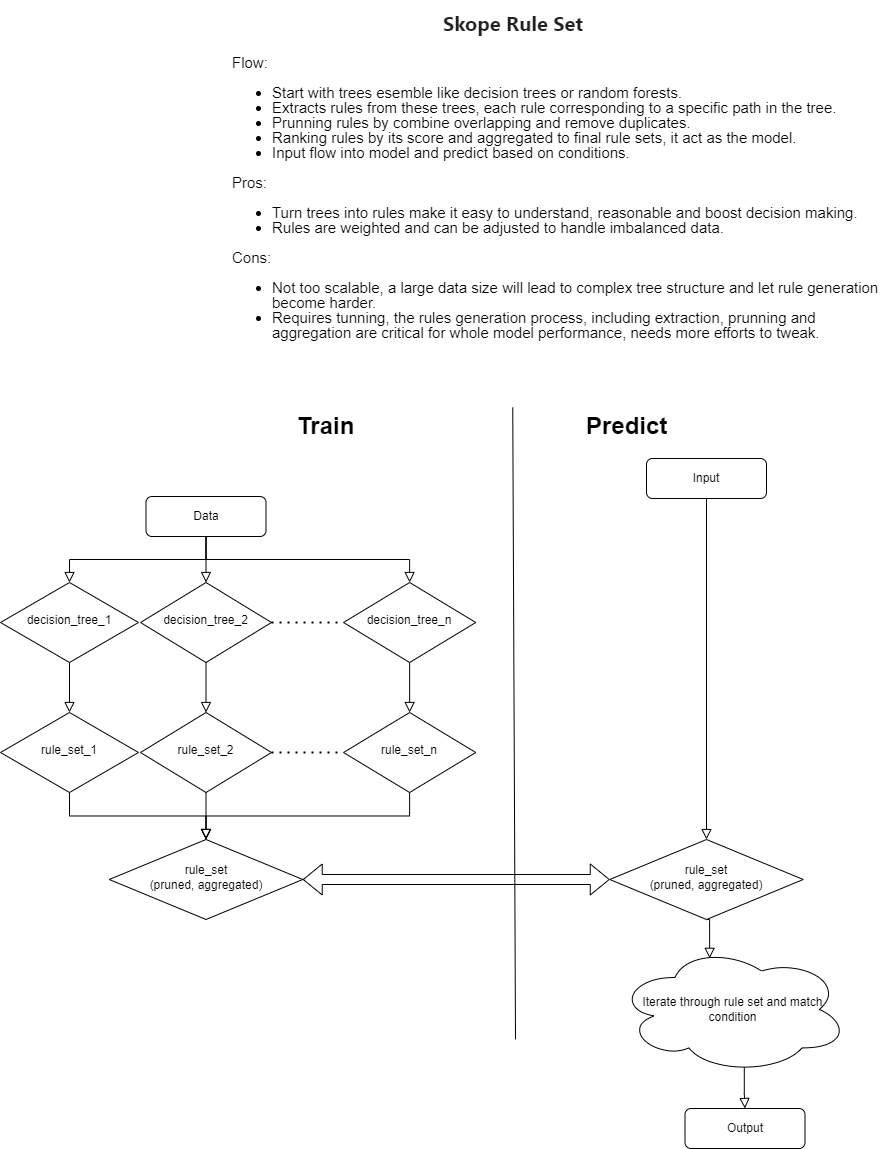 Skope Rule Set
Flow:
Start with trees esemble like decision trees or random forests.
Extracts rules from these trees, each rule corresponding to a specific path in the tree.
Prunning rules by combine overlapping and remove duplicates.
Ranking rules by its score and aggregated to final rule sets, it act as the model.
Input flow into model and predict based on conditions.
Pros:
Turn trees into rules make it easy to understand, reasonable and boost decision making.
Rules are weighted and can be adjusted to handle imbalanced data.
Cons:
Not too scalable, a large data size will lead to complex tree structure and let rule generation
become harder.
Requires tunning, the rules generation process, including extraction, prunning and
aggregation are critical for whole model performance, needs more efforts to tweak.
Train
Predict
Input
Data
decision_tree_1
decision_tree_2
decision_tree_n
rule_set_1
rule_set_2
rule_set_n
rule_set
(pruned, aggregated)
rule_set
(pruned, aggregated)
Iterate through rule set and match
condition
Output